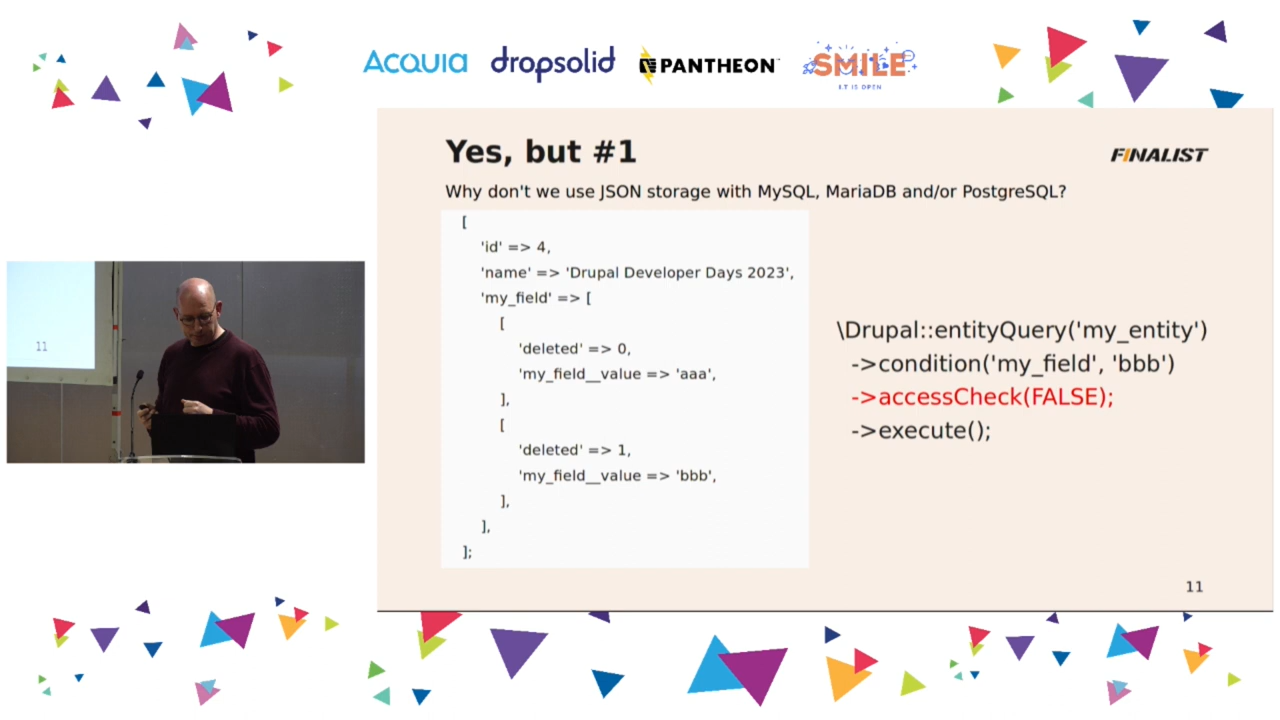 Acquia
dropsolid
PANTHEON
SMILE
I.T IS OPEN
Yes, but #1
FINALIST
Why don't we use JSON storage with MySQL, MariaDB and/or PostgreSQL?
[
'id' => 4,
'name' => 'Drupal Developer Days 2023',
'my_field' => [
[
'deleted' => 0,
'my_field__value' => 'aaa',
],
[
'deleted' => 1,
'my_field__value' => 'bbb',
],
],
];
\Drupal::entityQuery('my_entity')
->condition('my_field', 'bbb')
->accessCheck(FALSE);
->execute();
11
11